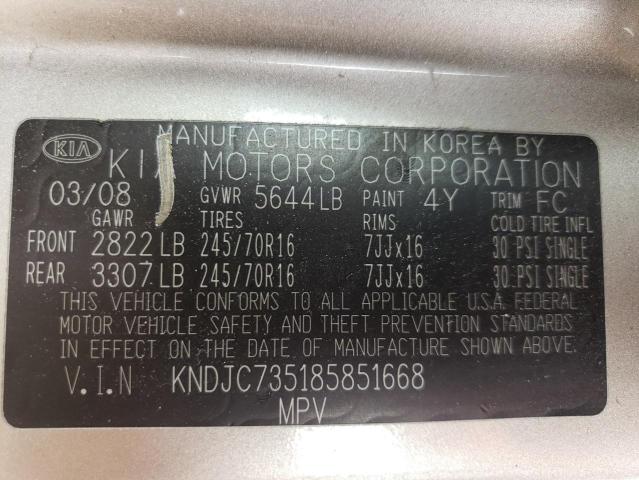 KIA
MANUFACTURED IN KOREA BY
KIA MOTORS CORPORATION
03/08 GVWR 5644LB PAINT 4Y TRIM FC
GAWR TIRES RIMS COLD TIRE INFL
FRONT 2822LB 245/70R16 7JJx16 30 PSI SINGLE
REAR 3307LB 245/70R16 7JJx16 30 PSI SINGLE
THIS VEHICLE CONFORMS TO ALL APPLICABLE U.S.A. FEDERAL
MOTOR VEHICLE SAFETY AND THEFT PREVENTION STANDARDS
IN EFFECT ON THE DATE OF MANUFACTURE SHOWN ABOVE.
V.I.N KNDJC735185851668
MPV